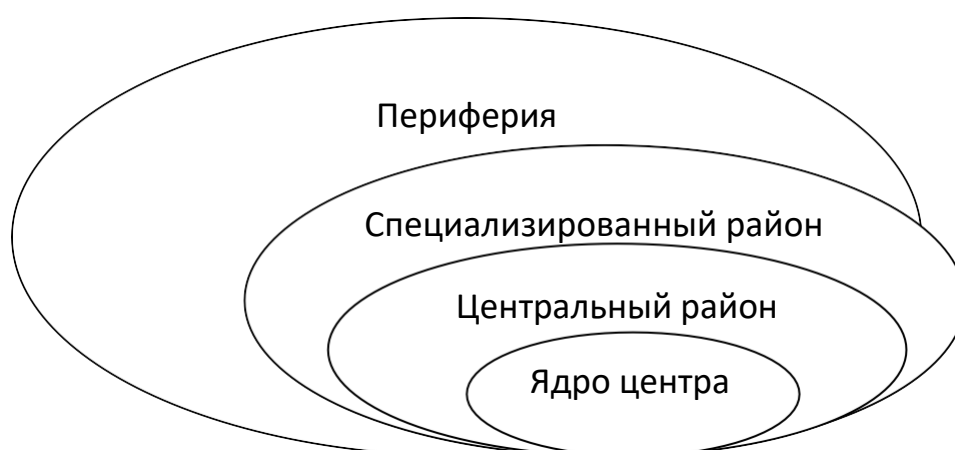 Периферия
Специализированный район
Центральный район
Ядро центра